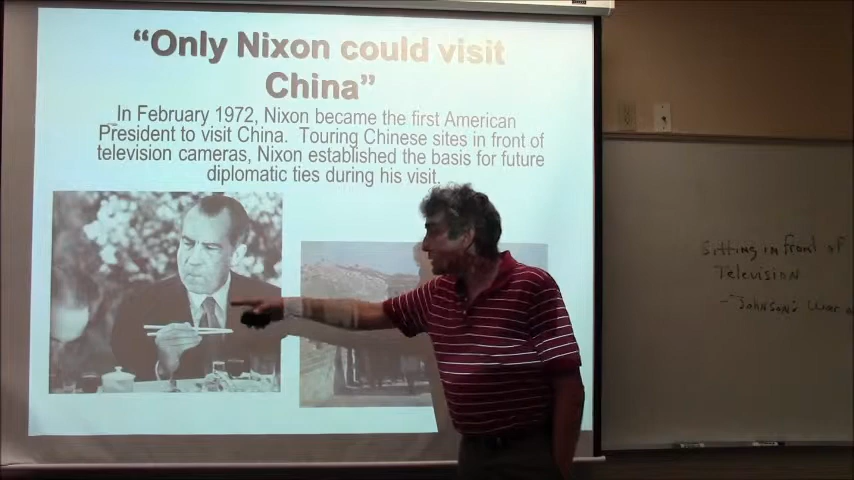 “Only Nixon could visit
China”
In February 1972, Nixon became the first American
President to visit China. Touring Chinese sites in front of
television cameras, Nixon established the basis for future
diplomatic ties during his visit.
Sitting in front of
Television
- Johnson's War